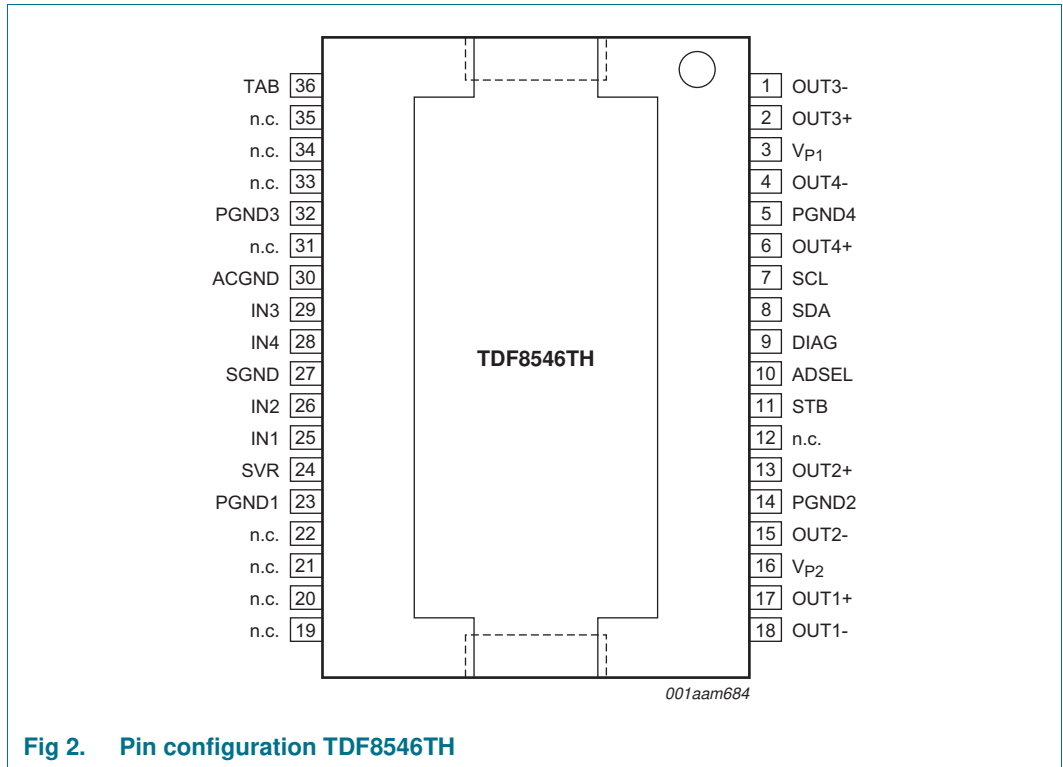 TAB 36
n.c. 35
n.c. 34
n.c. 33
PGND3 32
n.c. 31
ACGND 30
IN3 29
IN4 28
SGND 27
IN2 26
IN1 25
SVR 24
PGND1 23
n.c. 22
n.c. 21
n.c. 20
n.c. 19
TDF8546TH
1 OUT3-
2 OUT3+
3 VP1
4 OUT4-
5 PGND4
6 OUT4+
7 SCL
8 SDA
9 DIAG
10 ADSEL
11 STB
12 n.c.
13 OUT2+
14 PGND2
15 OUT2-
16 VP2
17 OUT1+
18 OUT1-
001aam684
Fig 2. Pin configuration TDF8546TH